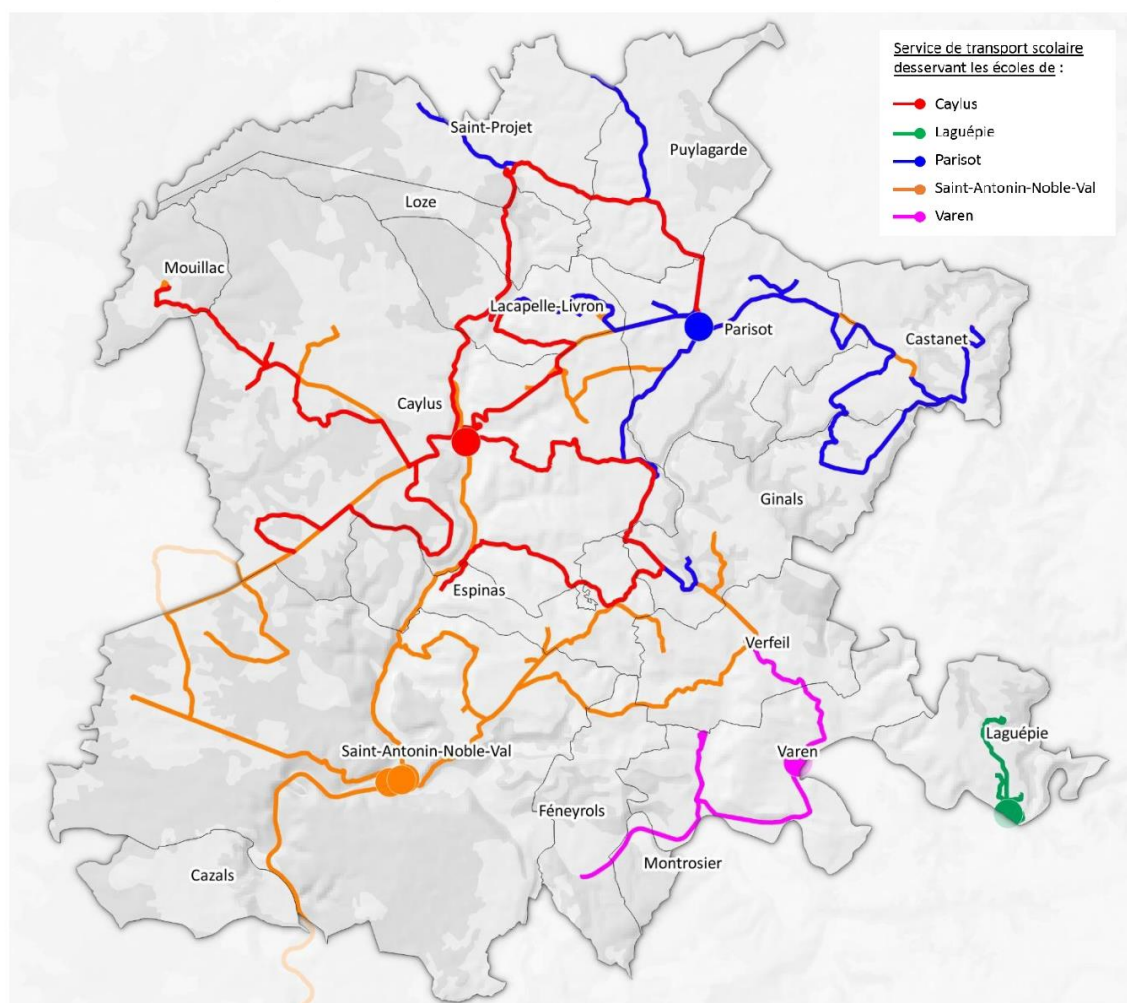 Service de transport scolaire
desservant les écoles de :
Caylus
Laguépie
Parisot
Saint-Antonin-Noble-Val
Varen
Saint-Projet
Puylagarde
Loze
Mouillac
Lacapelle-Livron
Parisot
Castanet
Caylus
Ginals
Espinas
Verfeil
Laguépie
Saint-Antonin-Noble-Val
Varen
Féneyrols
Montrosier
Cazals